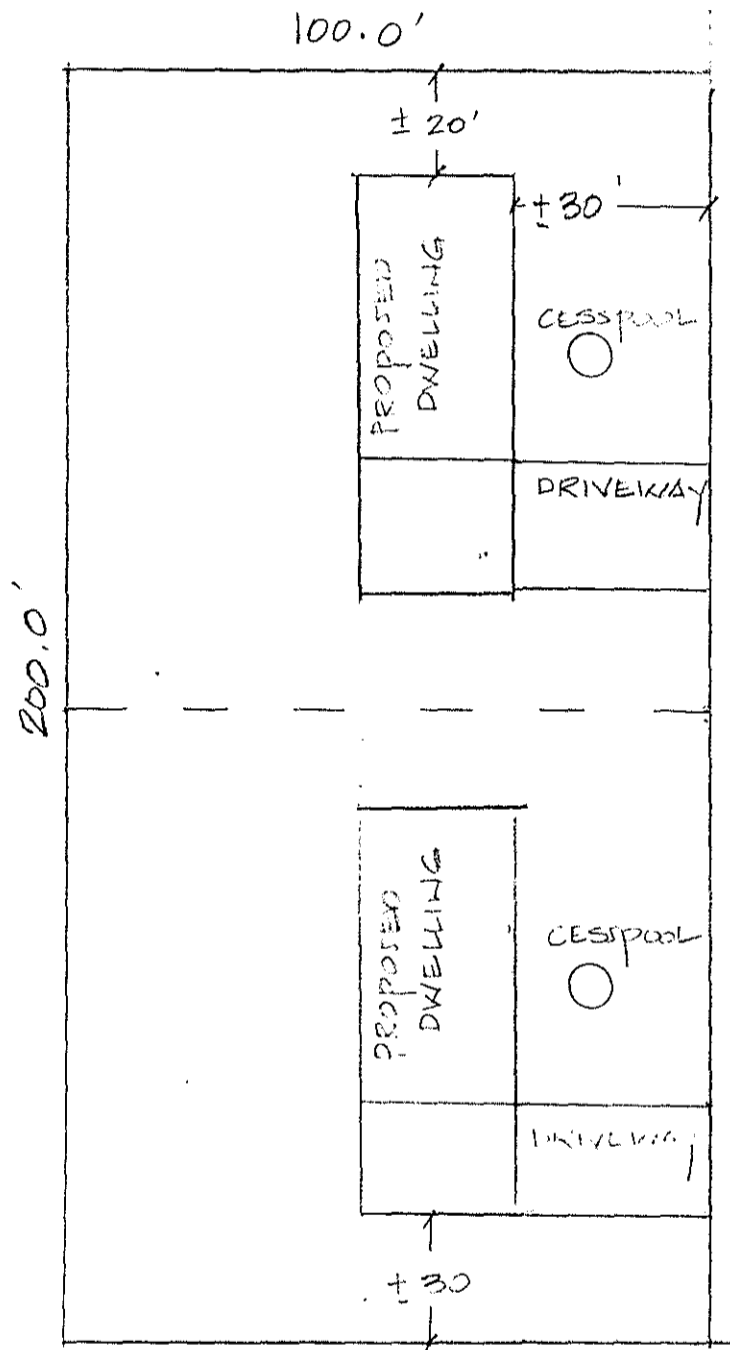 100.0'
± 20'
± 30'
PROPOSED
DWELLING
CESSPOOL
DRIVEWAY
200.0'
PROPOSED
DWELLING
CESSPOOL
DRIVEWAY
± 30